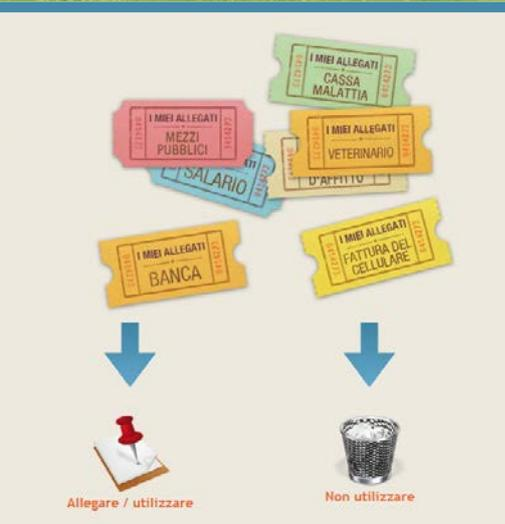 I MIEI ALLEGATI
CASSA
MALATTIA
I MIEI ALLEGATI
MEZZI
PUBBLICI
I MIEI ALLEGATI
VETERINARIO
SALARIO
D'AFFITTO
I MIEI ALLEGATI
BANCA
I MIEI ALLEGATI
FATTURA DEL
CELLULARE
Allegare / utilizzare
Non utilizzare